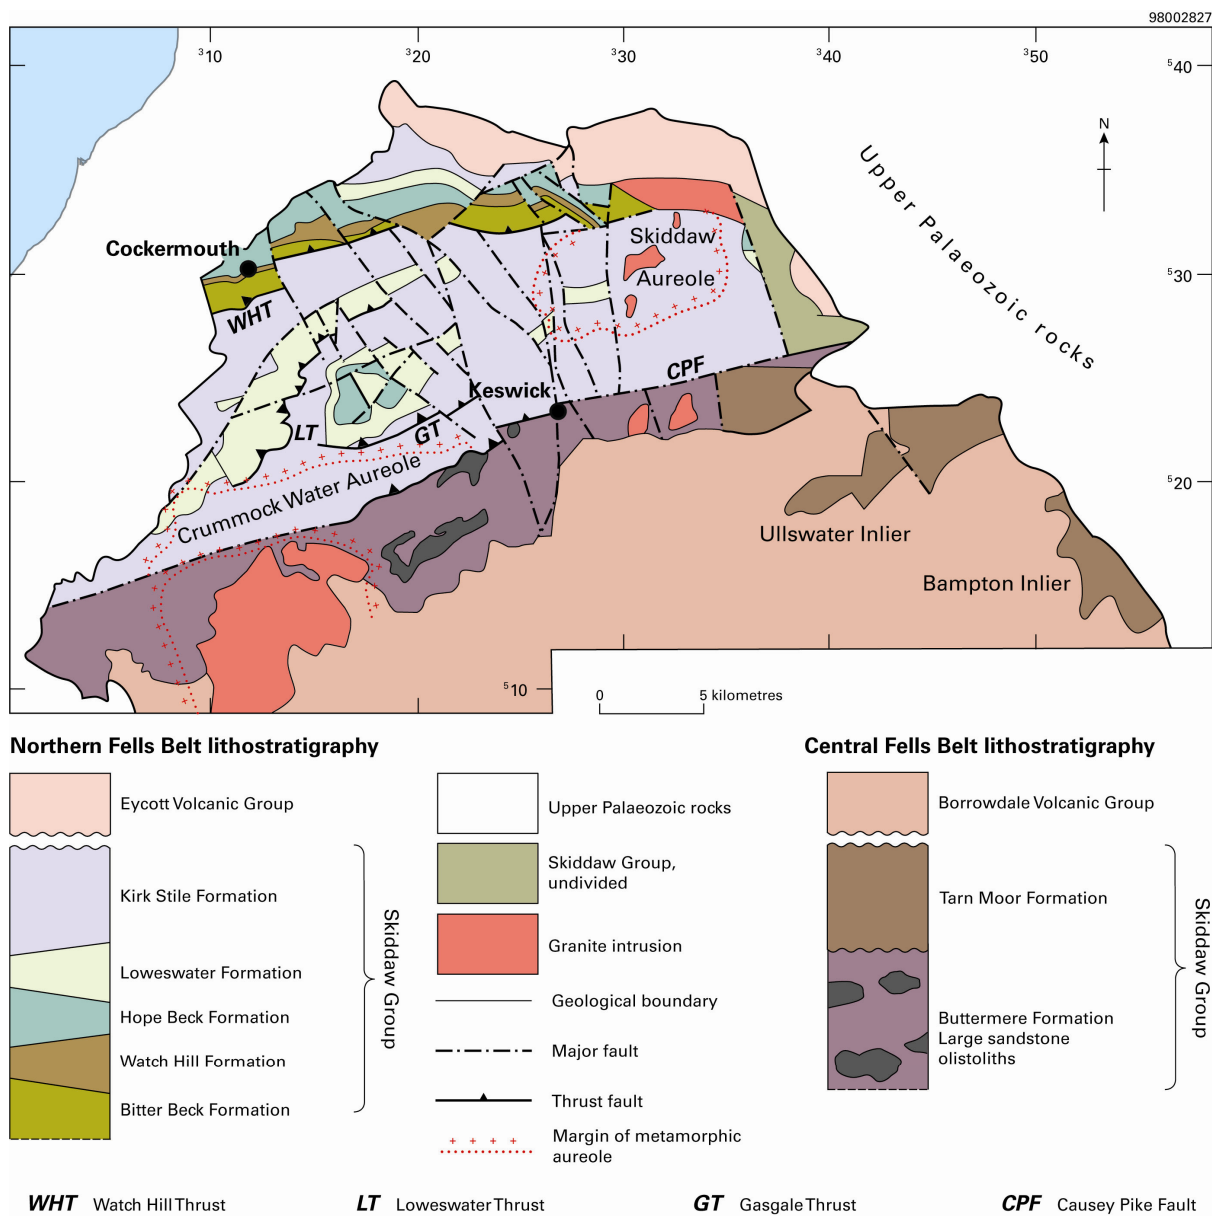 98002827
³10
³20
³30
³40
³50
⁵40
N
Upper Palaeozoic rocks
Cockermouth
Skiddaw
Aureole
⁵30
WHT
CPF
Keswick
LT
GT
Crummock Water Aureole
⁵20
Ullswater Inlier
Bampton Inlier
⁵10
0
5 kilometres
Northern Fells Belt lithostratigraphy
Eycott Volcanic Group
Kirk Stile Formation
Loweswater Formation
Hope Beck Formation
Watch Hill Formation
Bitter Beck Formation
Skiddaw Group
Upper Palaeozoic rocks
Skiddaw Group,
undivided
Granite intrusion
Geological boundary
Major fault
Thrust fault
Margin of metamorphic
aureole
Central Fells Belt lithostratigraphy
Borrowdale Volcanic Group
Tarn Moor Formation
Buttermere Formation
Large sandstone
olistoliths
Skiddaw Group
WHT Watch Hill Thrust
LT Loweswater Thrust
GT Gasgale Thrust
CPF Causey Pike Fault